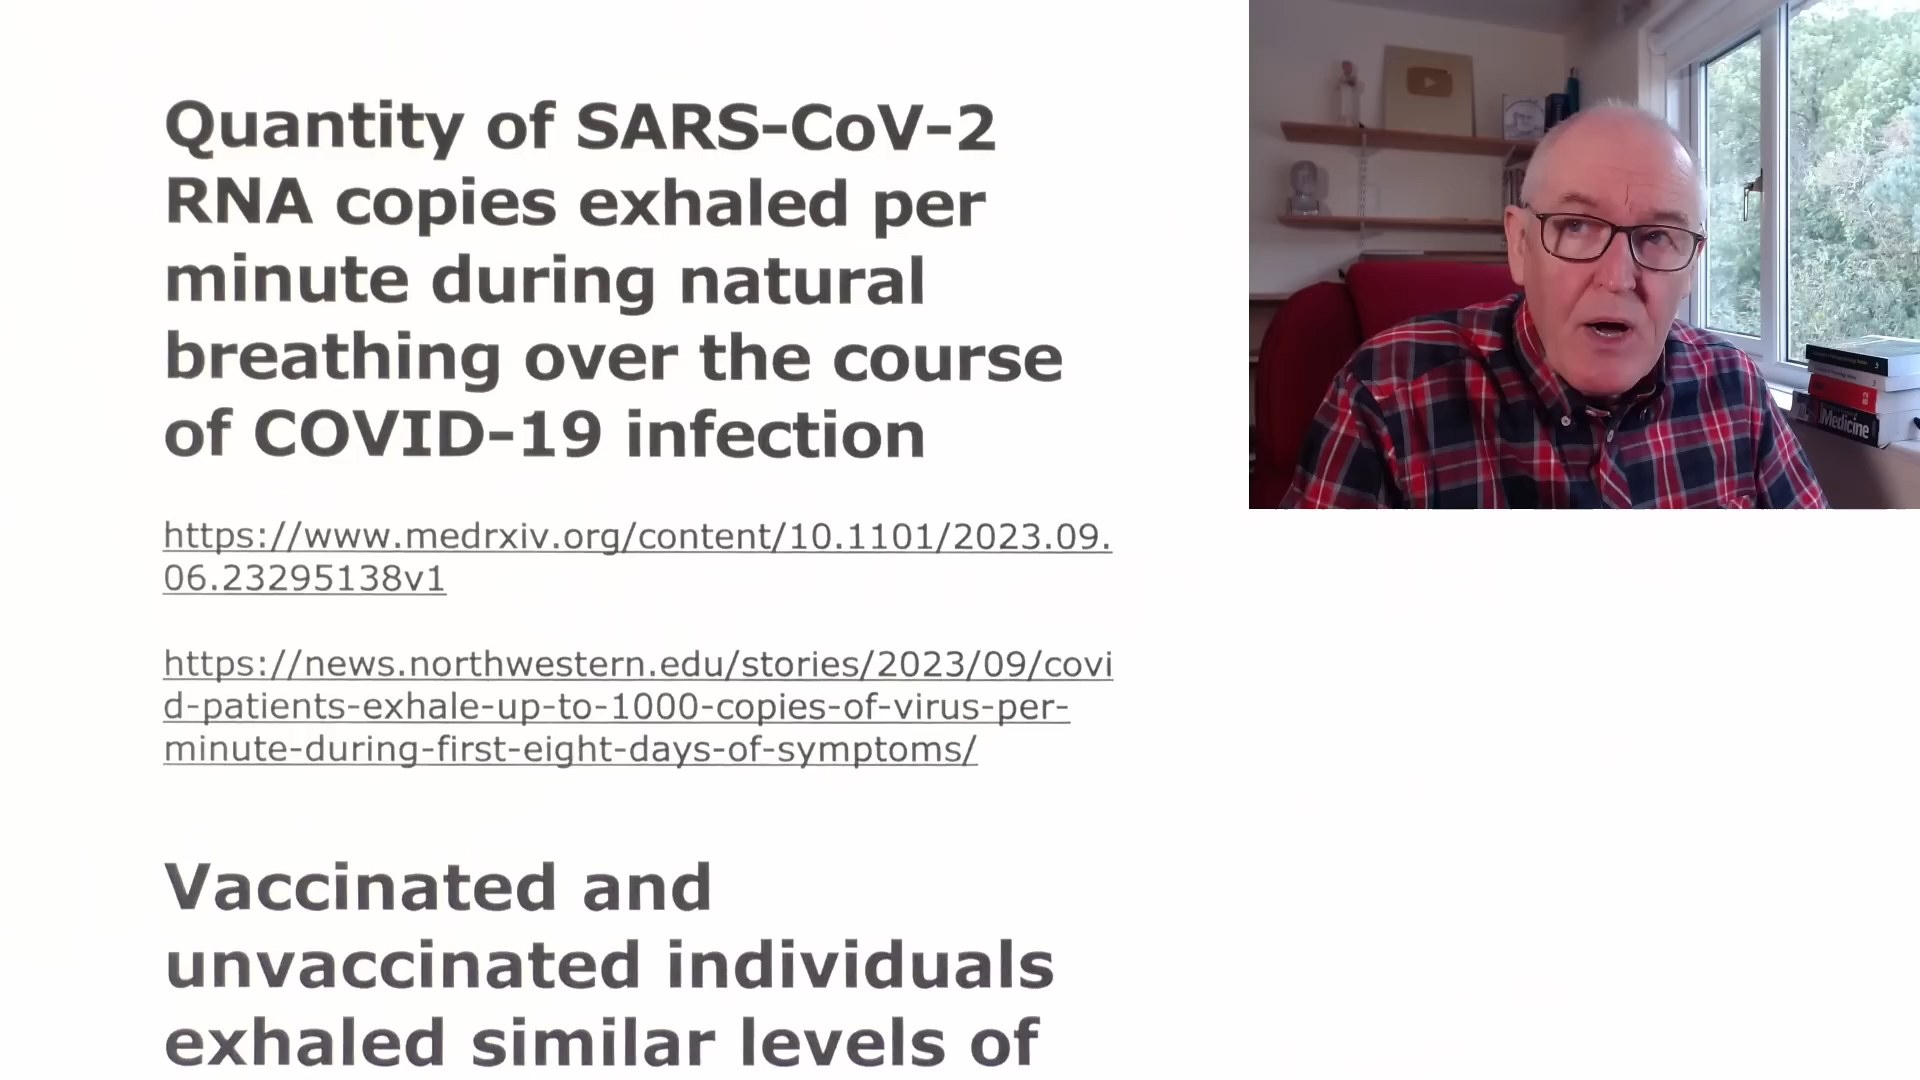 Quantity of SARS-CoV-2
RNA copies exhaled per
minute during natural
breathing over the course
of COVID-19 infection
https://www.medrxiv.org/content/10.1101/2023.09.
06.23295138v1
https://news.northwestern.edu/stories/2023/09/covi
d-patients-exhale-up-to-1000-copies-of-virus-per-
minute-during-first-eight-days-of-symptoms/
Vaccinated and
unvaccinated individuals
exhaled similar levels of
Medicine